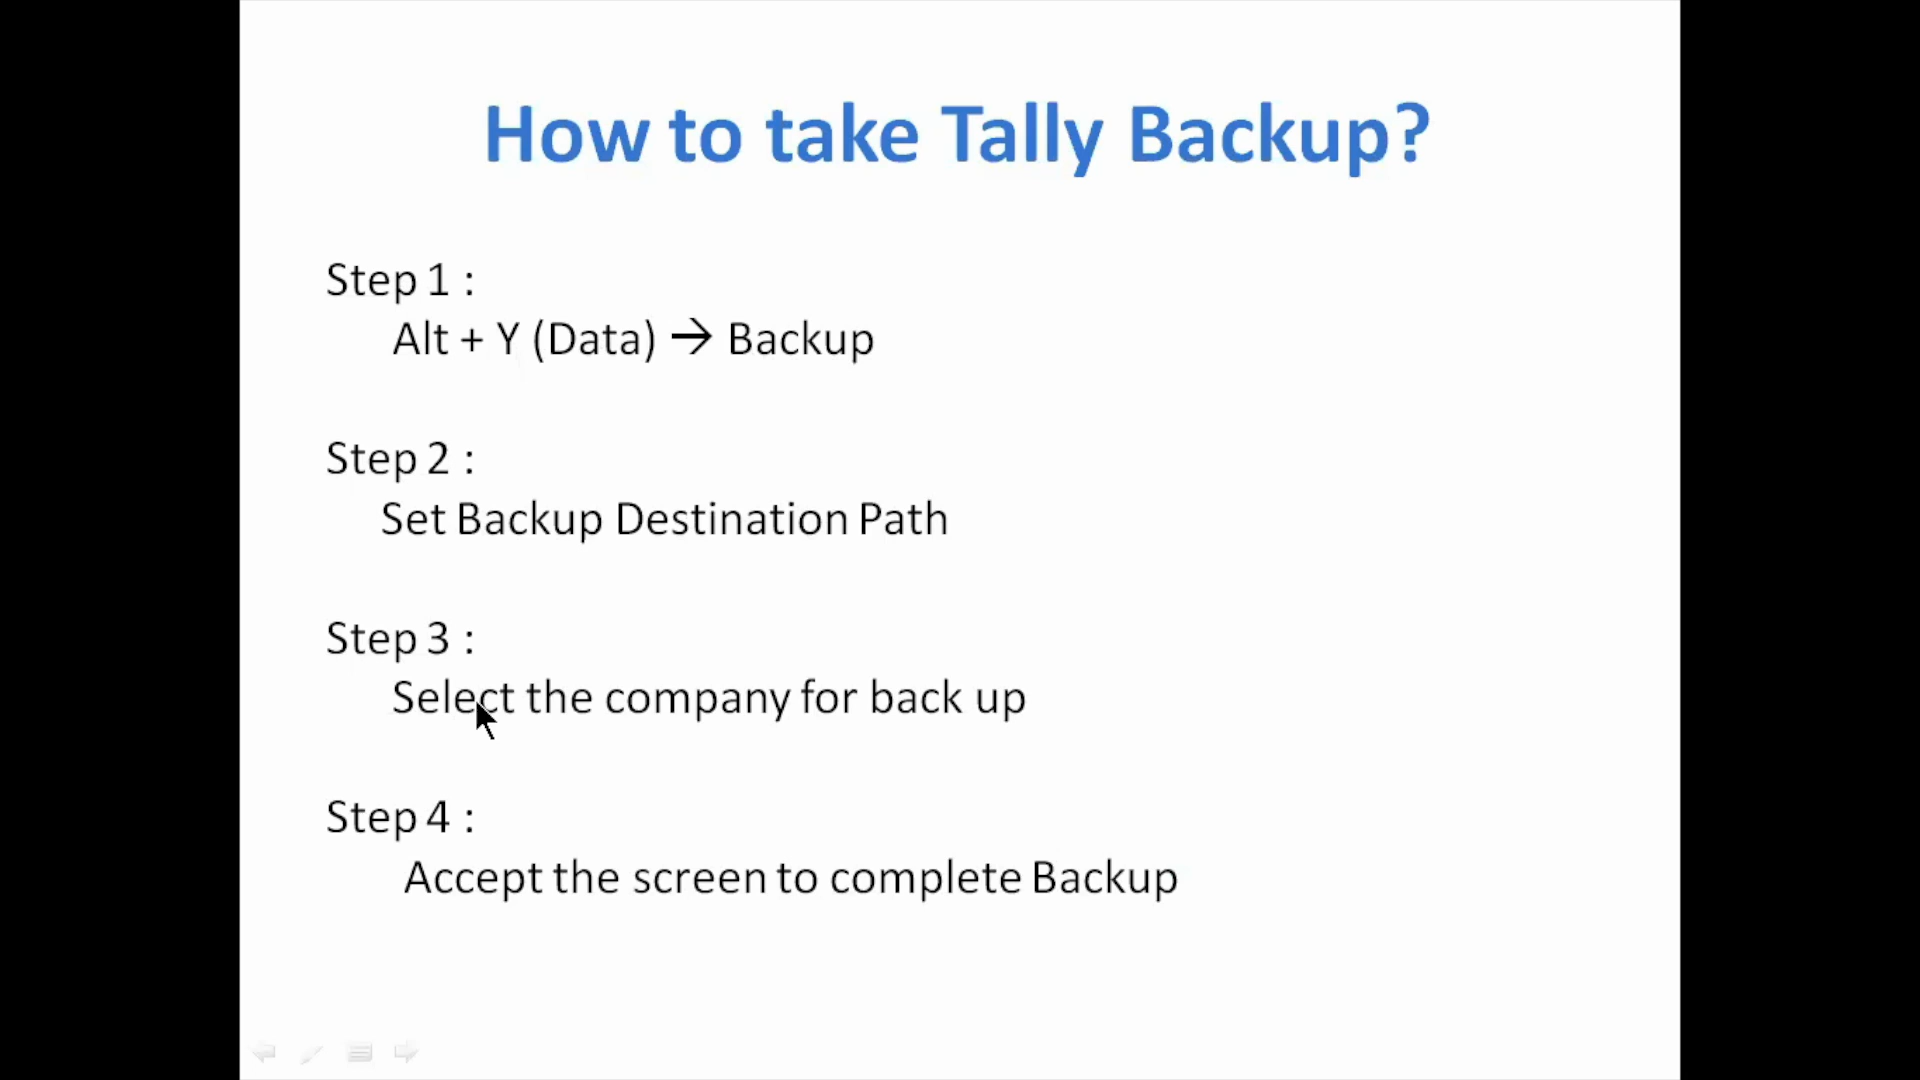 How to take Tally Backup?
Step 1 :
Alt + Y (Data) → Backup
Step 2 :
Set Backup Destination Path
Step 3 :
Select the company for back up
Step 4 :
Accept the screen to complete Backup